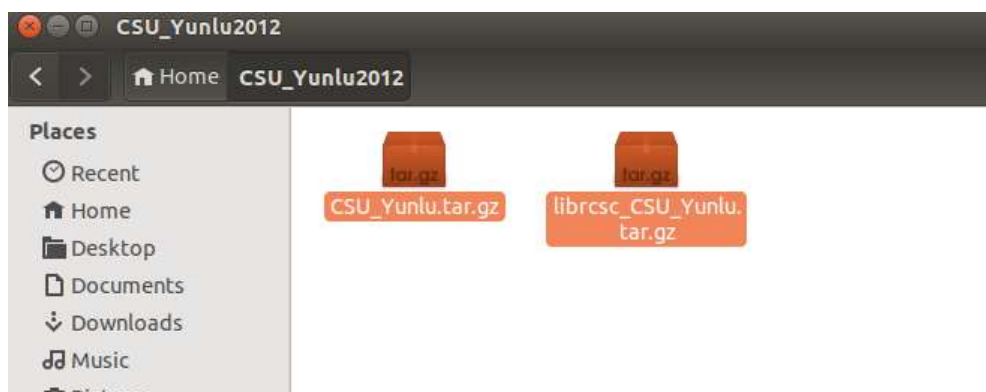 CSU_Yunlu2012
Home
CSU_Yunlu2012
Places
Recent
Home
Desktop
Documents
Downloads
Music
tar.gz
tar.gz
CSU_Yunlu.tar.gz
librcsc_CSU_Yunlu.
tar.gz